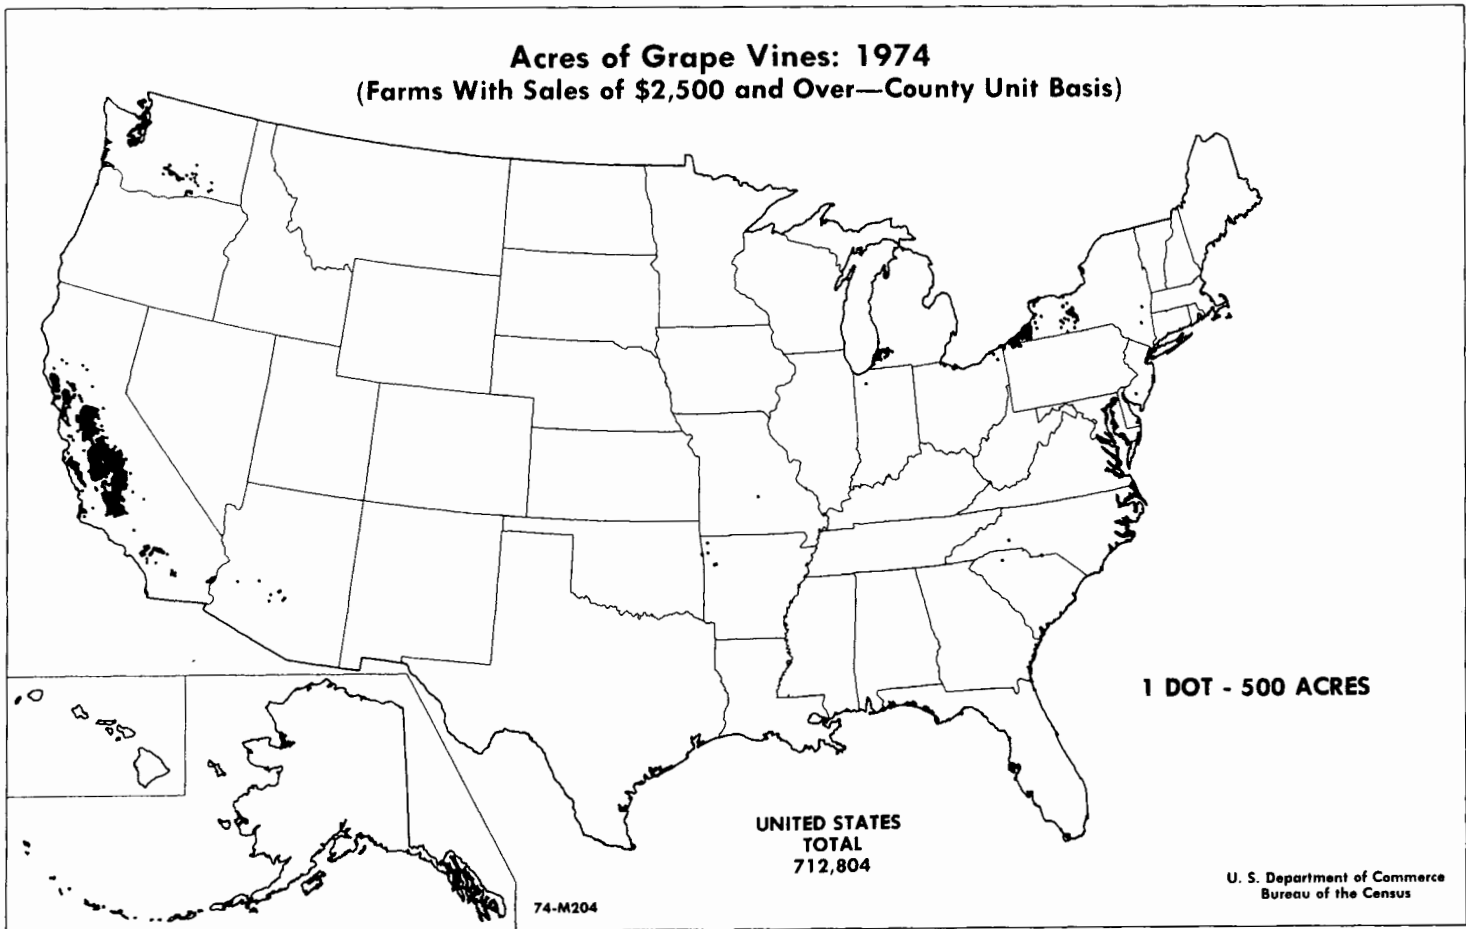 Acres of Grape Vines: 1974
(Farms With Sales of $2,500 and Over—County Unit Basis)
1 DOT - 500 ACRES
UNITED STATES
TOTAL
712,804
U. S. Department of Commerce
Bureau of the Census
74-M204